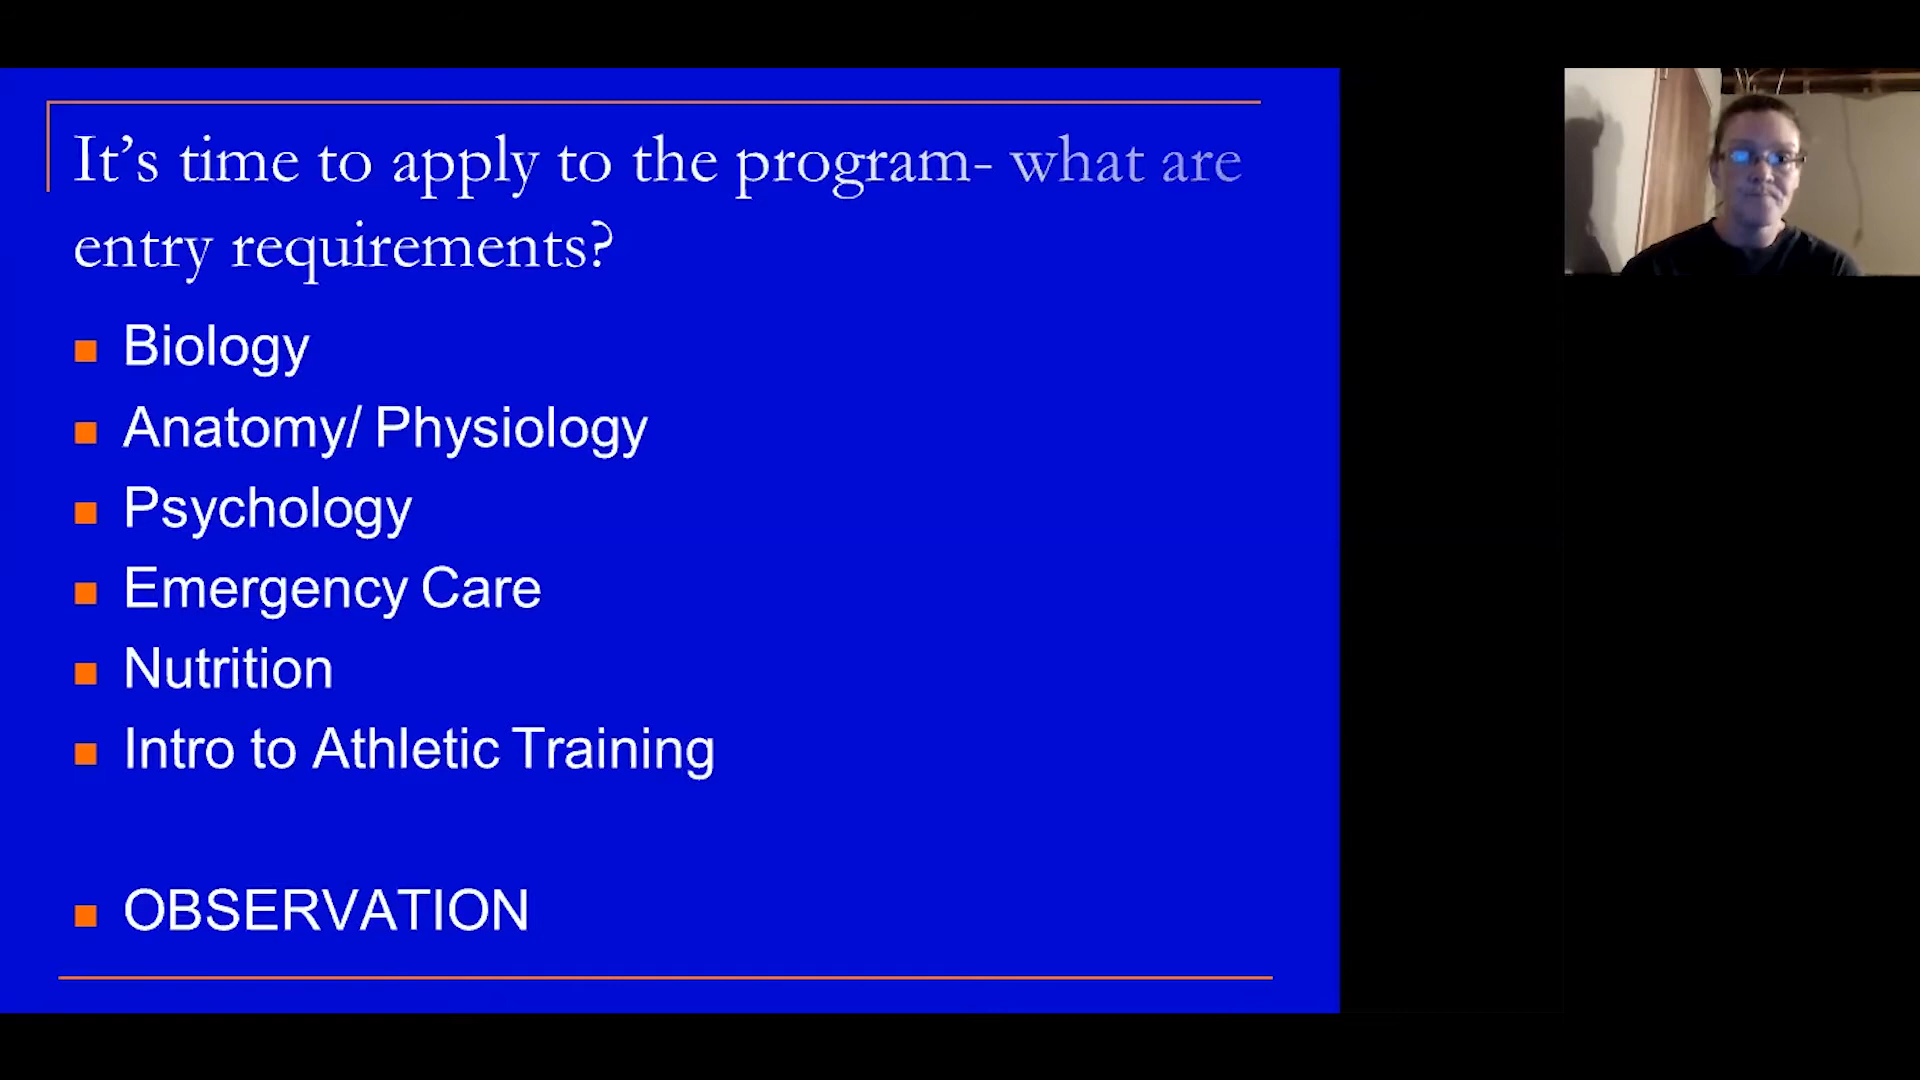 It’s time to apply to the program- what are
entry requirements?
Biology
Anatomy/ Physiology
Psychology
Emergency Care
Nutrition
Intro to Athletic Training
OBSERVATION